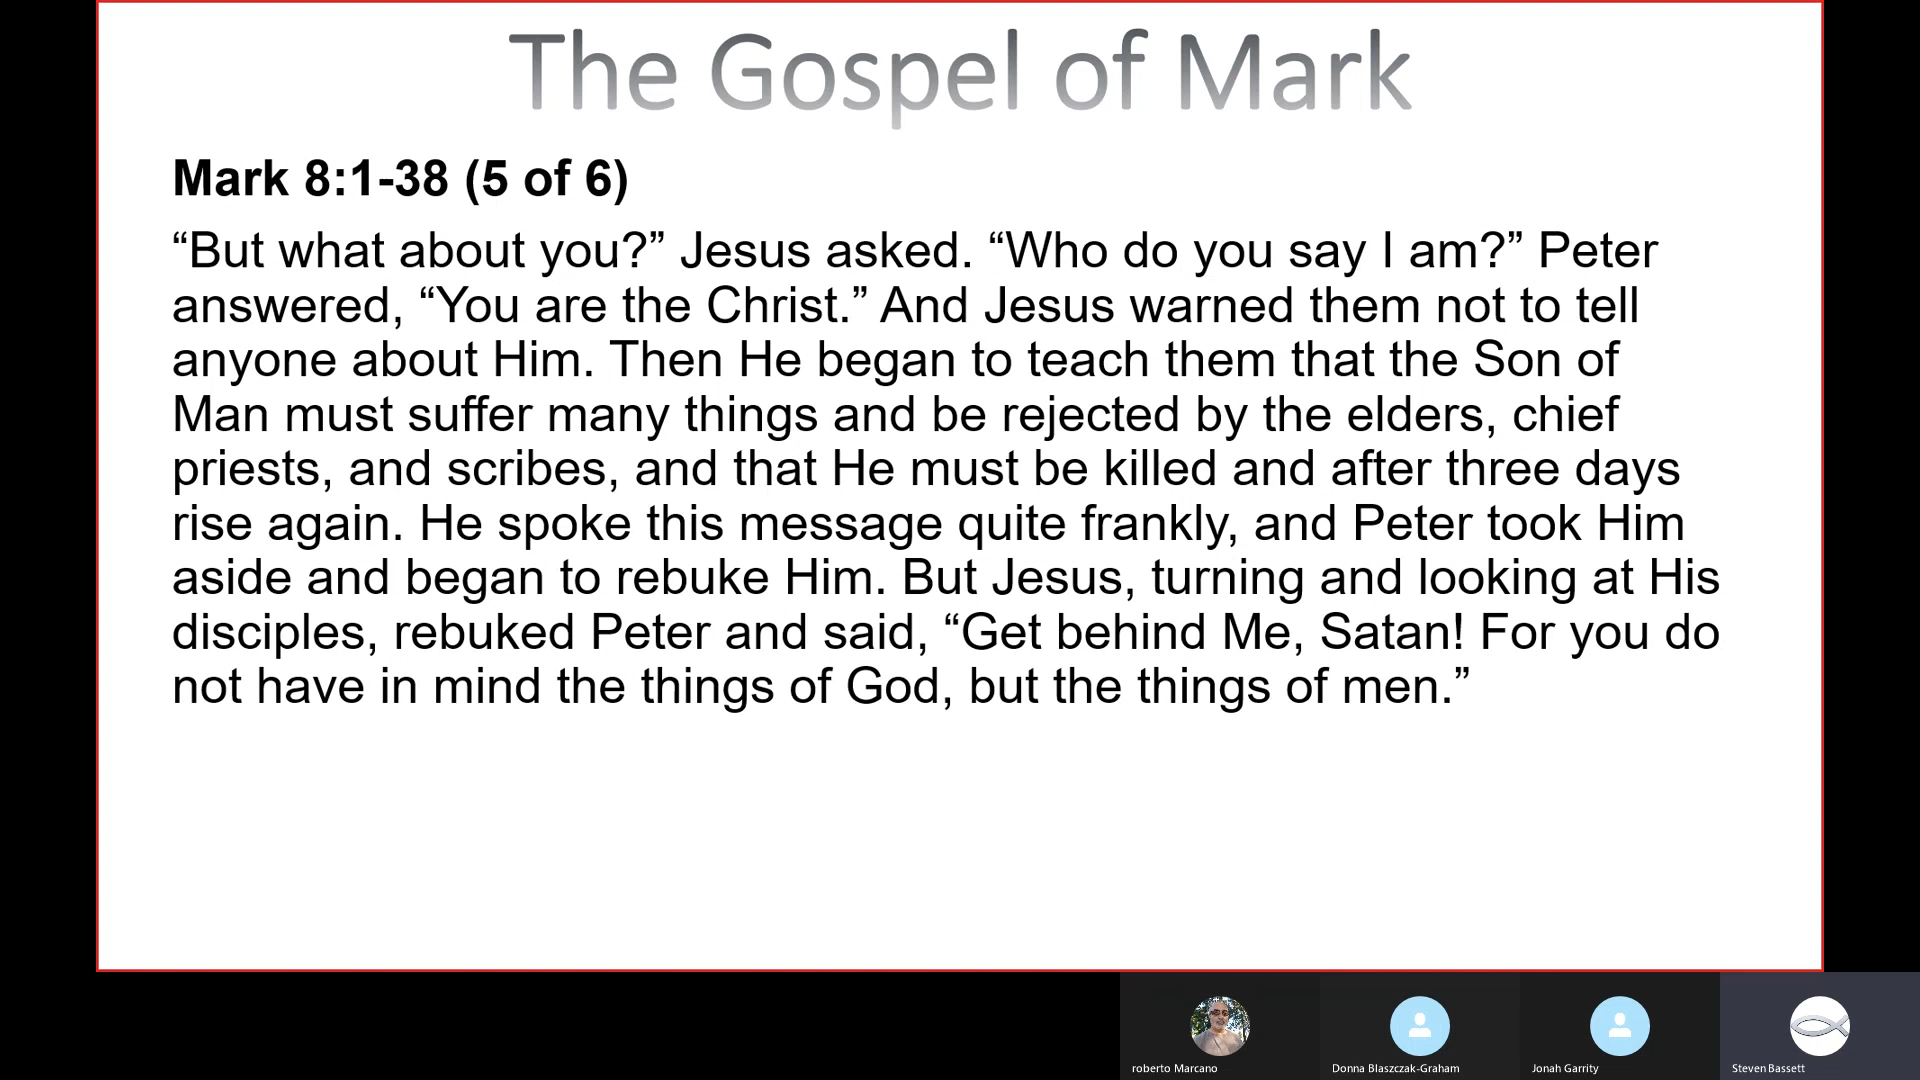 The Gospel of Mark
Mark 8:1-38 (5 of 6)
“But what about you?” Jesus asked. “Who do you say I am?” Peter
answered, “You are the Christ.” And Jesus warned them not to tell
anyone about Him. Then He began to teach them that the Son of
Man must suffer many things and be rejected by the elders, chief
priests, and scribes, and that He must be killed and after three days
rise again. He spoke this message quite frankly, and Peter took Him
aside and began to rebuke Him. But Jesus, turning and looking at His
disciples, rebuked Peter and said, “Get behind Me, Satan! For you do
not have in mind the things of God, but the things of men.”
roberto Marcano
Donna Blaszczak-Graham
Jonah Garrity
Steven Bassett